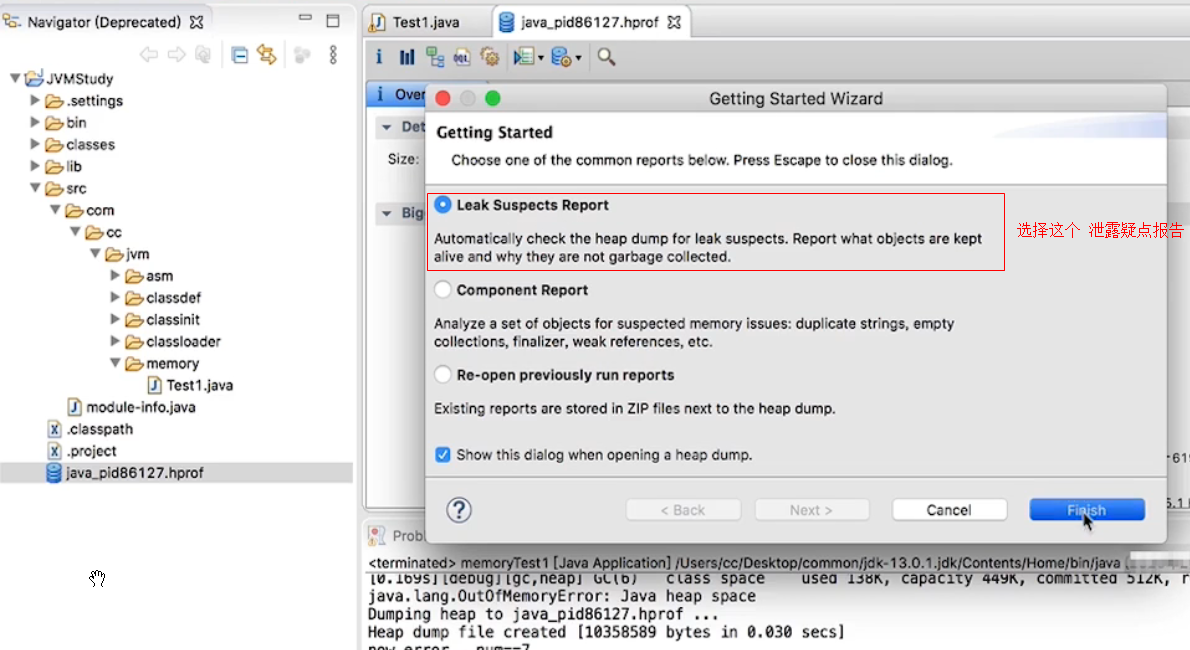 Navigator (Deprecated)
JVMStudy
.settings
bin
classes
lib
src
com
cc
jvm
asm
classdef
classinit
classloader
memory
Test1.java
module-info.java
.classpath
.project
java_pid86127.hprof
Test1.java
java_pid86127.hprof
OQL
i Over
Det
Size:
Big
Getting Started Wizard
Getting Started
Choose one of the common reports below. Press Escape to close this dialog.
Leak Suspects Report
Automatically check the heap dump for leak suspects. Report what objects are kept
alive and why they are not garbage collected.
选择这个 泄露疑点报告
Component Report
Analyze a set of objects for suspected memory issues: duplicate strings, empty
collections, finalizer, weak references, etc.
Re-open previously run reports
Existing reports are stored in ZIP files next to the heap dump.
Show this dialog when opening a heap dump.
?
< Back
Next >
Cancel
Finish
Probl
<terminated> memoryTest1 [Java Application] /Users/cc/Desktop/common/jdk-13.0.1.jdk/Contents/Home/bin/java (
[0.169s][debug][gc,heap] GC(6) class space used 138K, capacity 449K, committed 512K, r
java.lang.OutOfMemoryError: Java heap space
Dumping heap to java_pid86127.hprof ...
Heap dump file created [10358589 bytes in 0.030 secs]
now error num==7